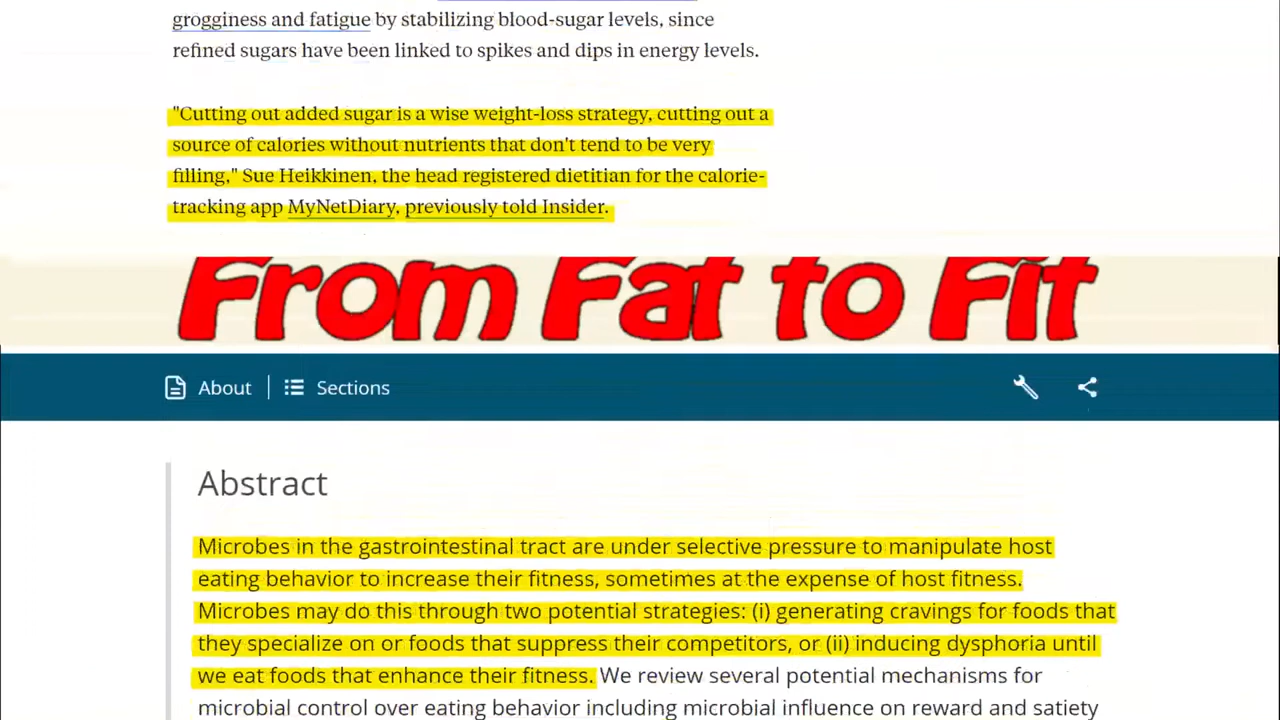 grogginess and fatigue by stabilizing blood-sugar levels, since
refined sugars have been linked to spikes and dips in energy levels.
"Cutting out added sugar is a wise weight-loss strategy, cutting out a
source of calories without nutrients that don't tend to be very
filling," Sue Heikkinen, the head registered dietitian for the calorie-
tracking app MyNetDiary, previously told Insider.
From Fat to Fit
About
Sections
Abstract
Microbes in the gastrointestinal tract are under selective pressure to manipulate host
eating behavior to increase their fitness, sometimes at the expense of host fitness.
Microbes may do this through two potential strategies: (i) generating cravings for foods that
they specialize on or foods that suppress their competitors, or (ii) inducing dysphoria until
we eat foods that enhance their fitness. We review several potential mechanisms for
microbial control over eating behavior including microbial influence on reward and satiety